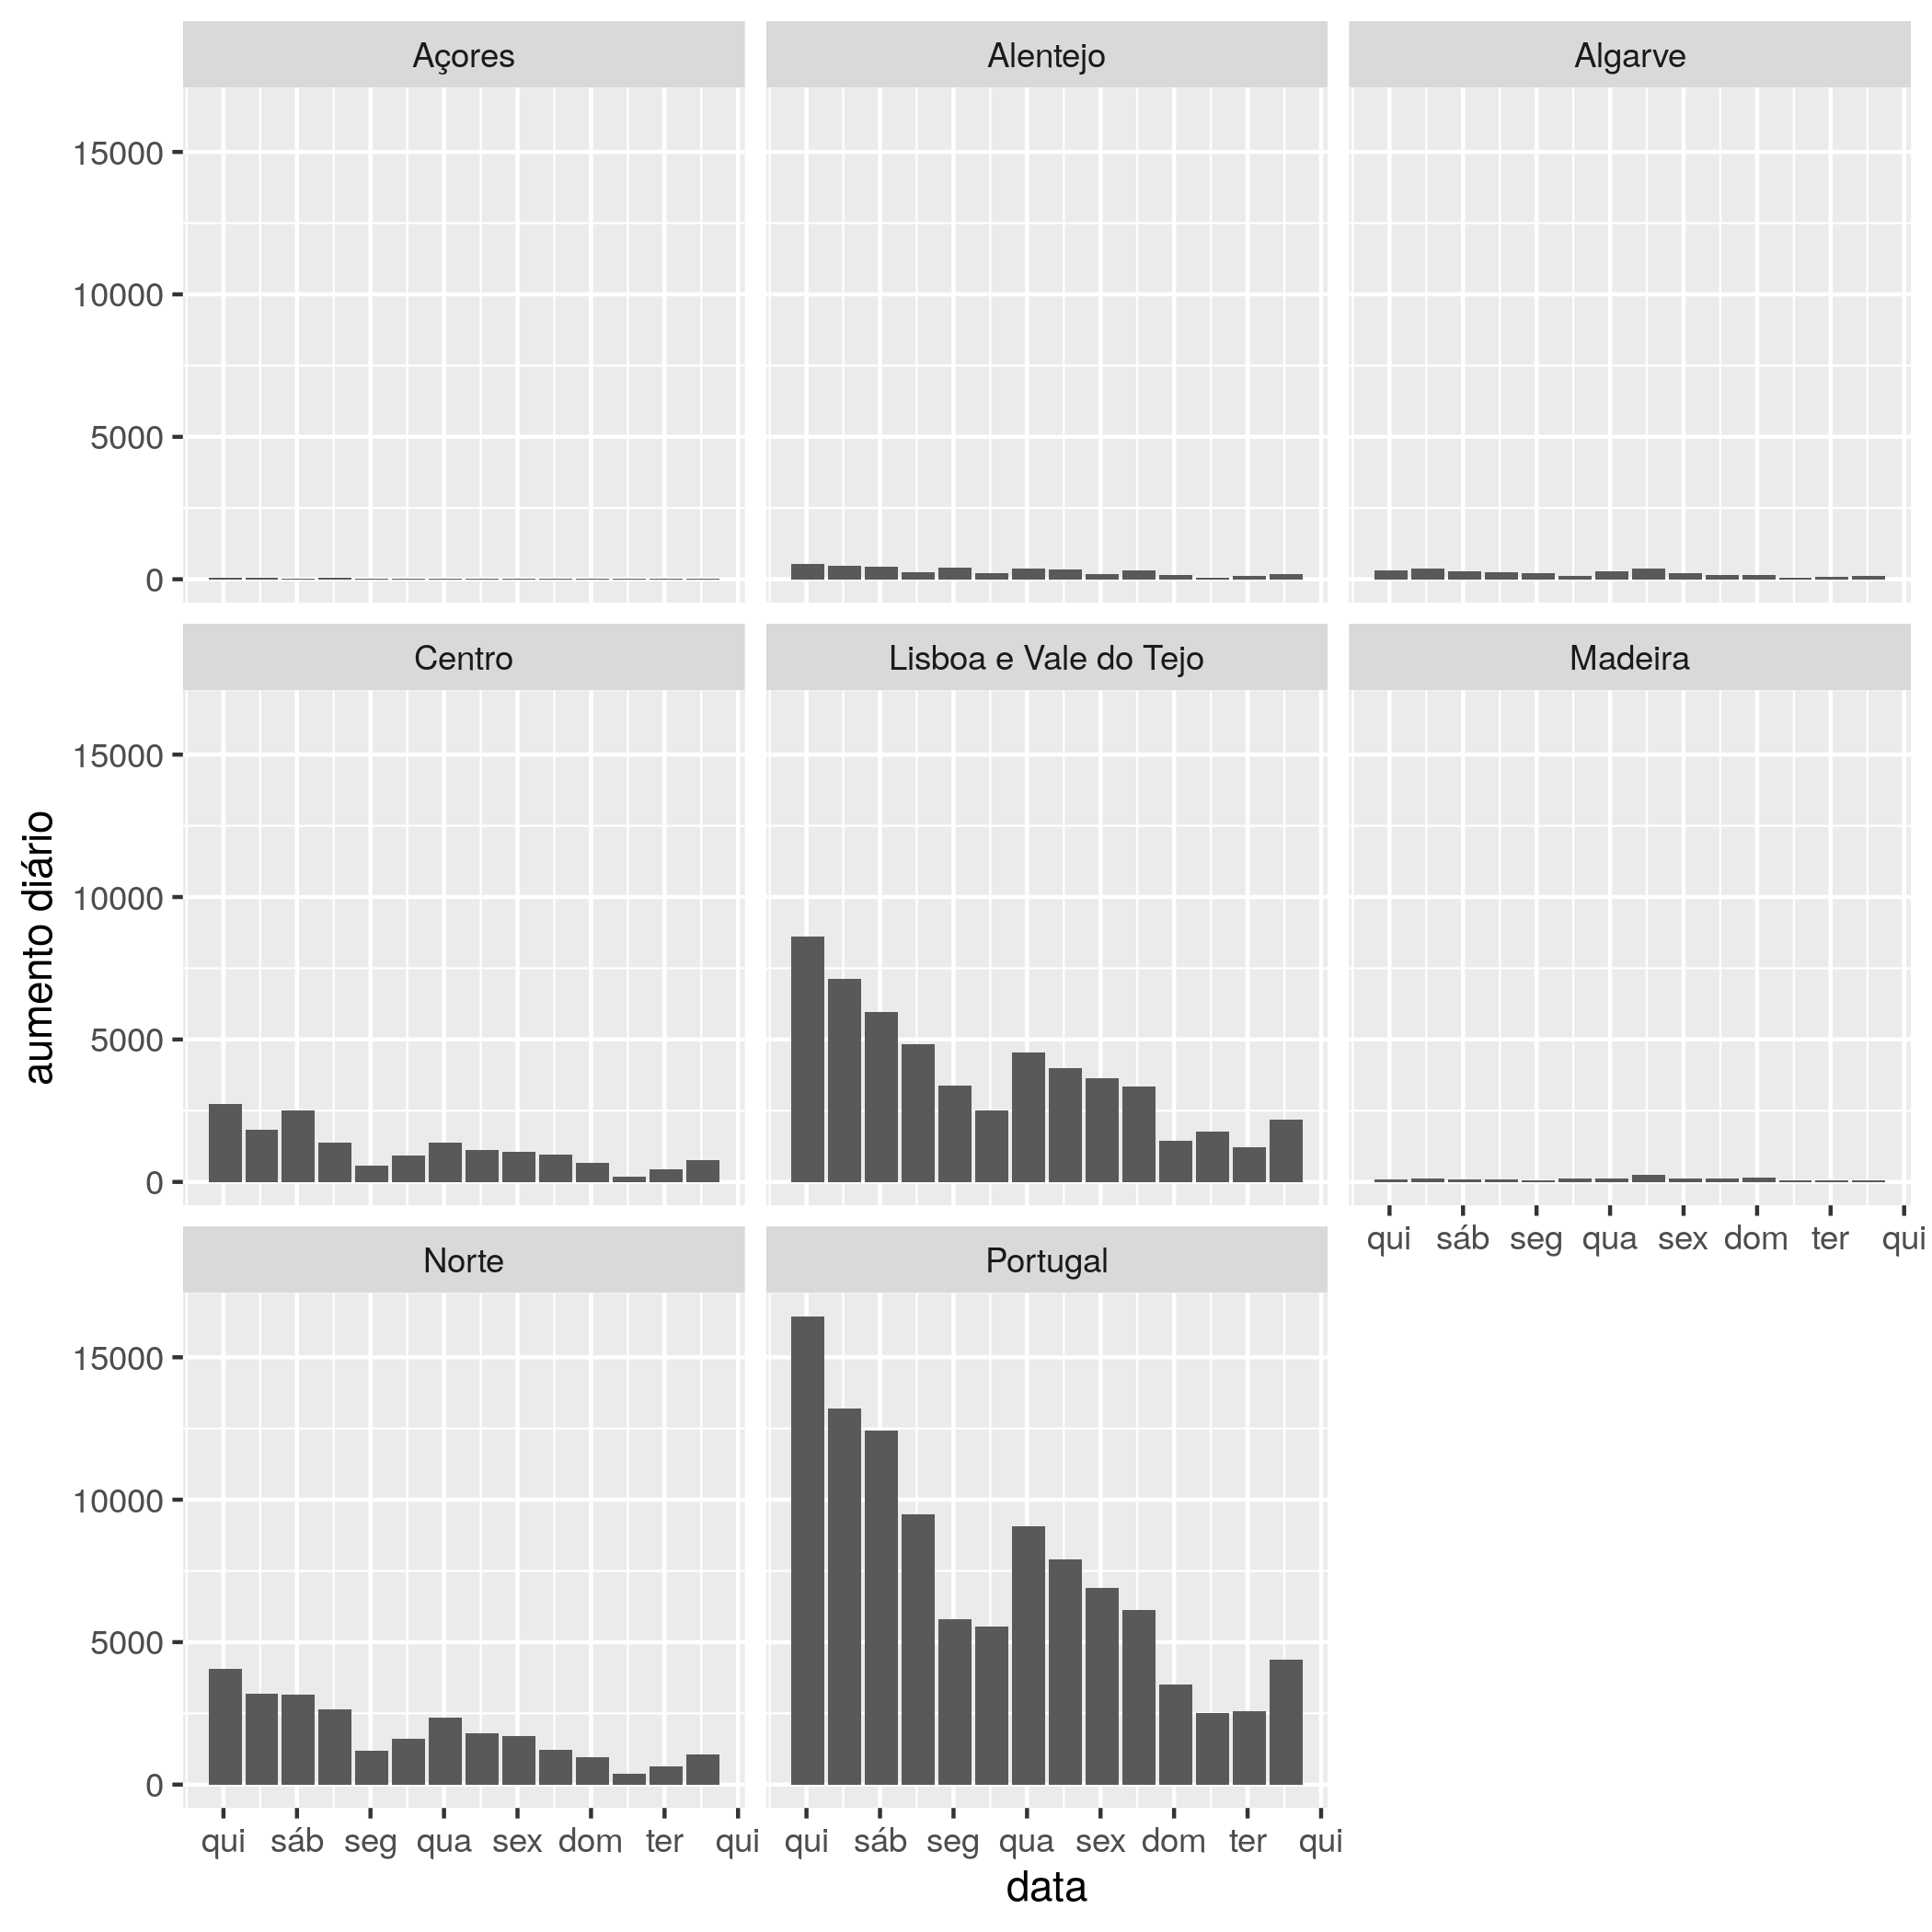 Açores
Alentejo
Algarve
15000
10000
5000
0
Centro
Lisboa e Vale do Tejo
Madeira
15000
10000
5000
0
qui sáb seg qua sex dom ter qui
Norte
Portugal
15000
10000
5000
0
qui sáb seg qua sex dom ter qui
qui sáb seg qua sex dom ter qui
data
aumento diário